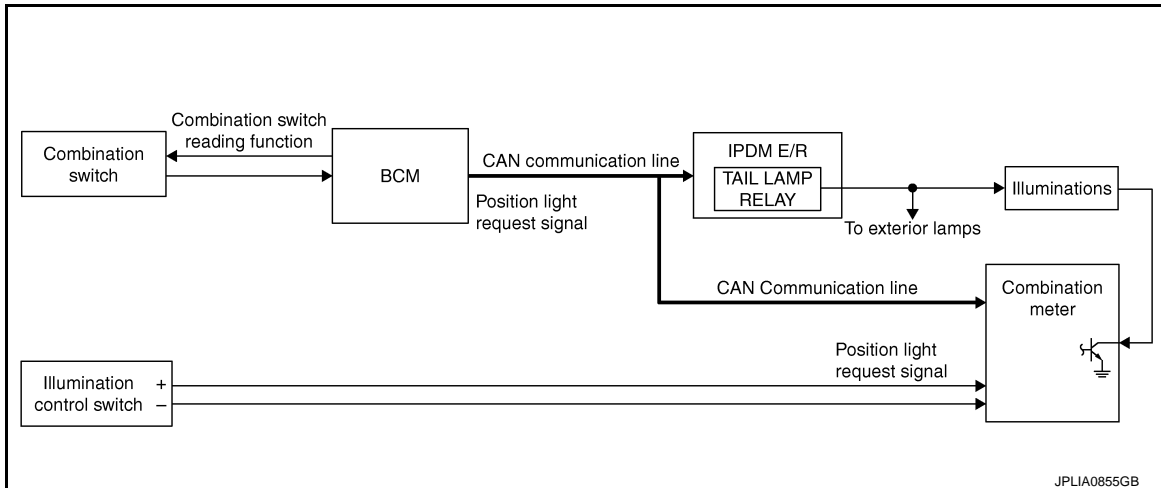 Combination switch
reading function
Combination
switch
BCM
CAN communication line
Position light
request signal
IPDM E/R
TAIL LAMP
RELAY
To exterior lamps
Illuminations
CAN Communication line
Combination
meter
Position light
request signal
Illumination
control switch
+
–
JPLIA0855GB